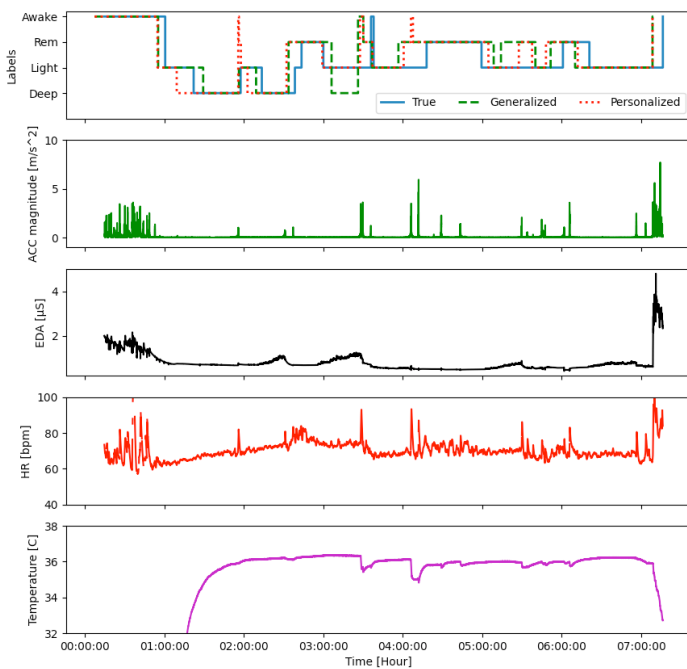 Awake
Rem
Light
Deep
Labels
True Generalized Personalized
10
5
0
ACC magnitude [m/s^2]
4
2
EDA [µS]
100
80
60
40
HR [bpm]
38
36
34
32
Temperature [C]
00:00:00 01:00:00 02:00:00 03:00:00 04:00:00 05:00:00 06:00:00 07:00:00
Time [Hour]